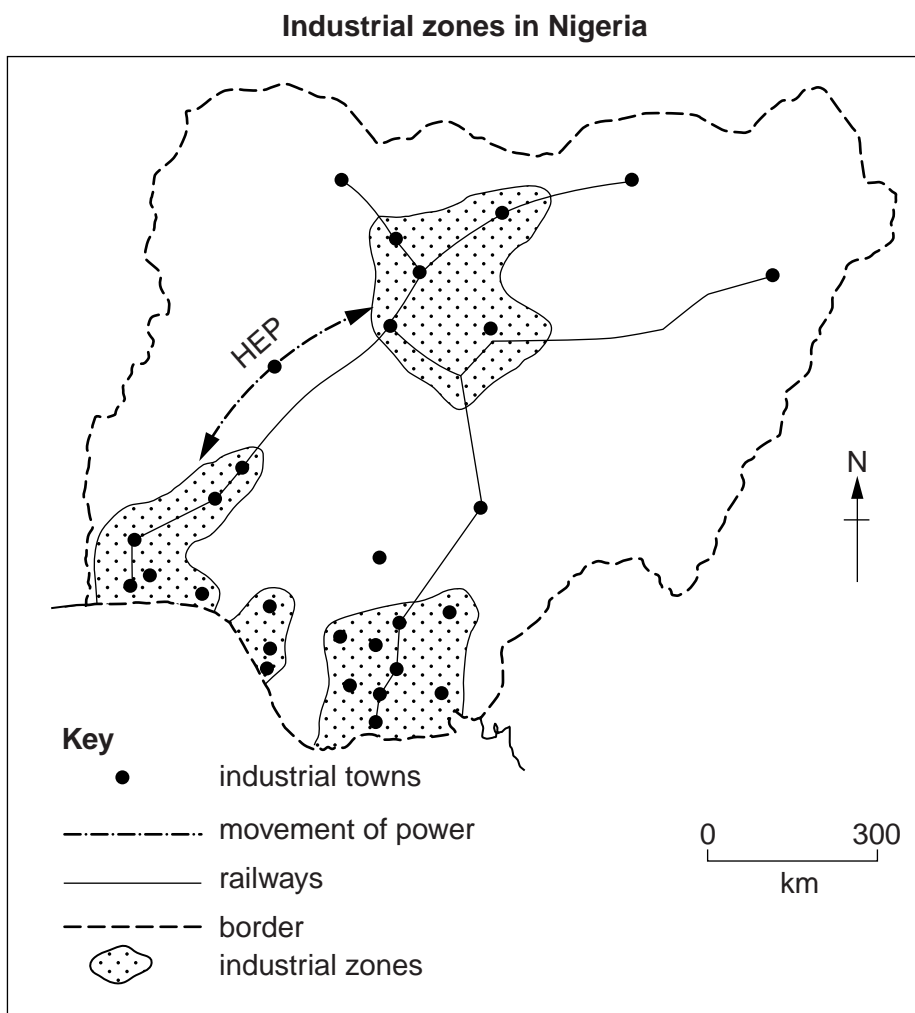 Industrial zones in Nigeria
HEP
N
Key
industrial towns
movement of power
railways
border
industrial zones
0 300
km